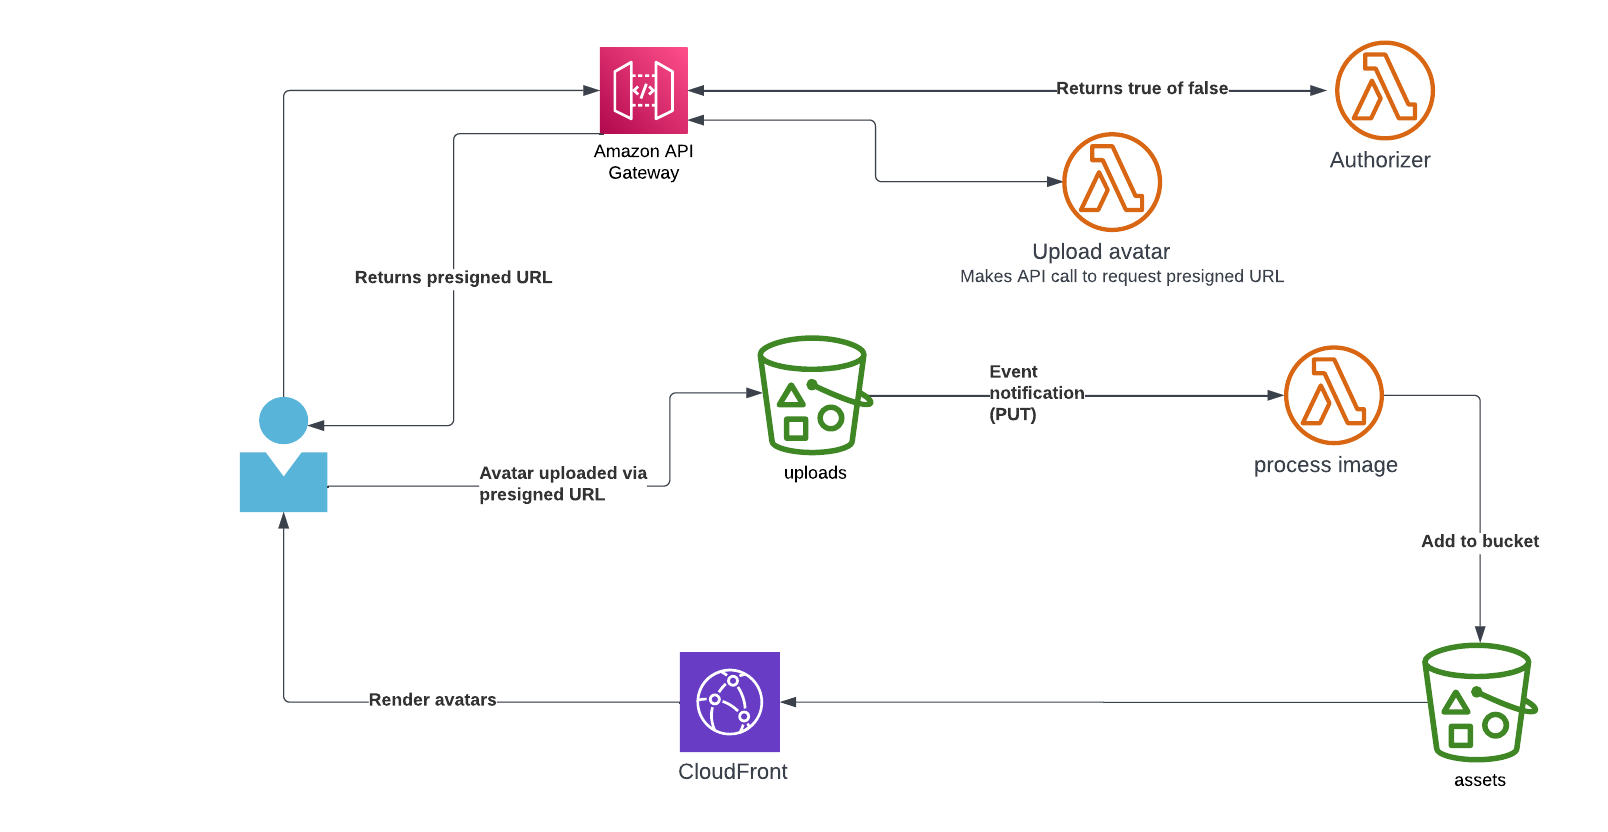 Returns true of false
Amazon API
Gateway
Authorizer
Upload avatar
Makes API call to request presigned URL
Returns presigned URL
Event
notification
(PUT)
process image
uploads
Avatar uploaded via
presigned URL
Add to bucket
Render avatars
CloudFront
assets